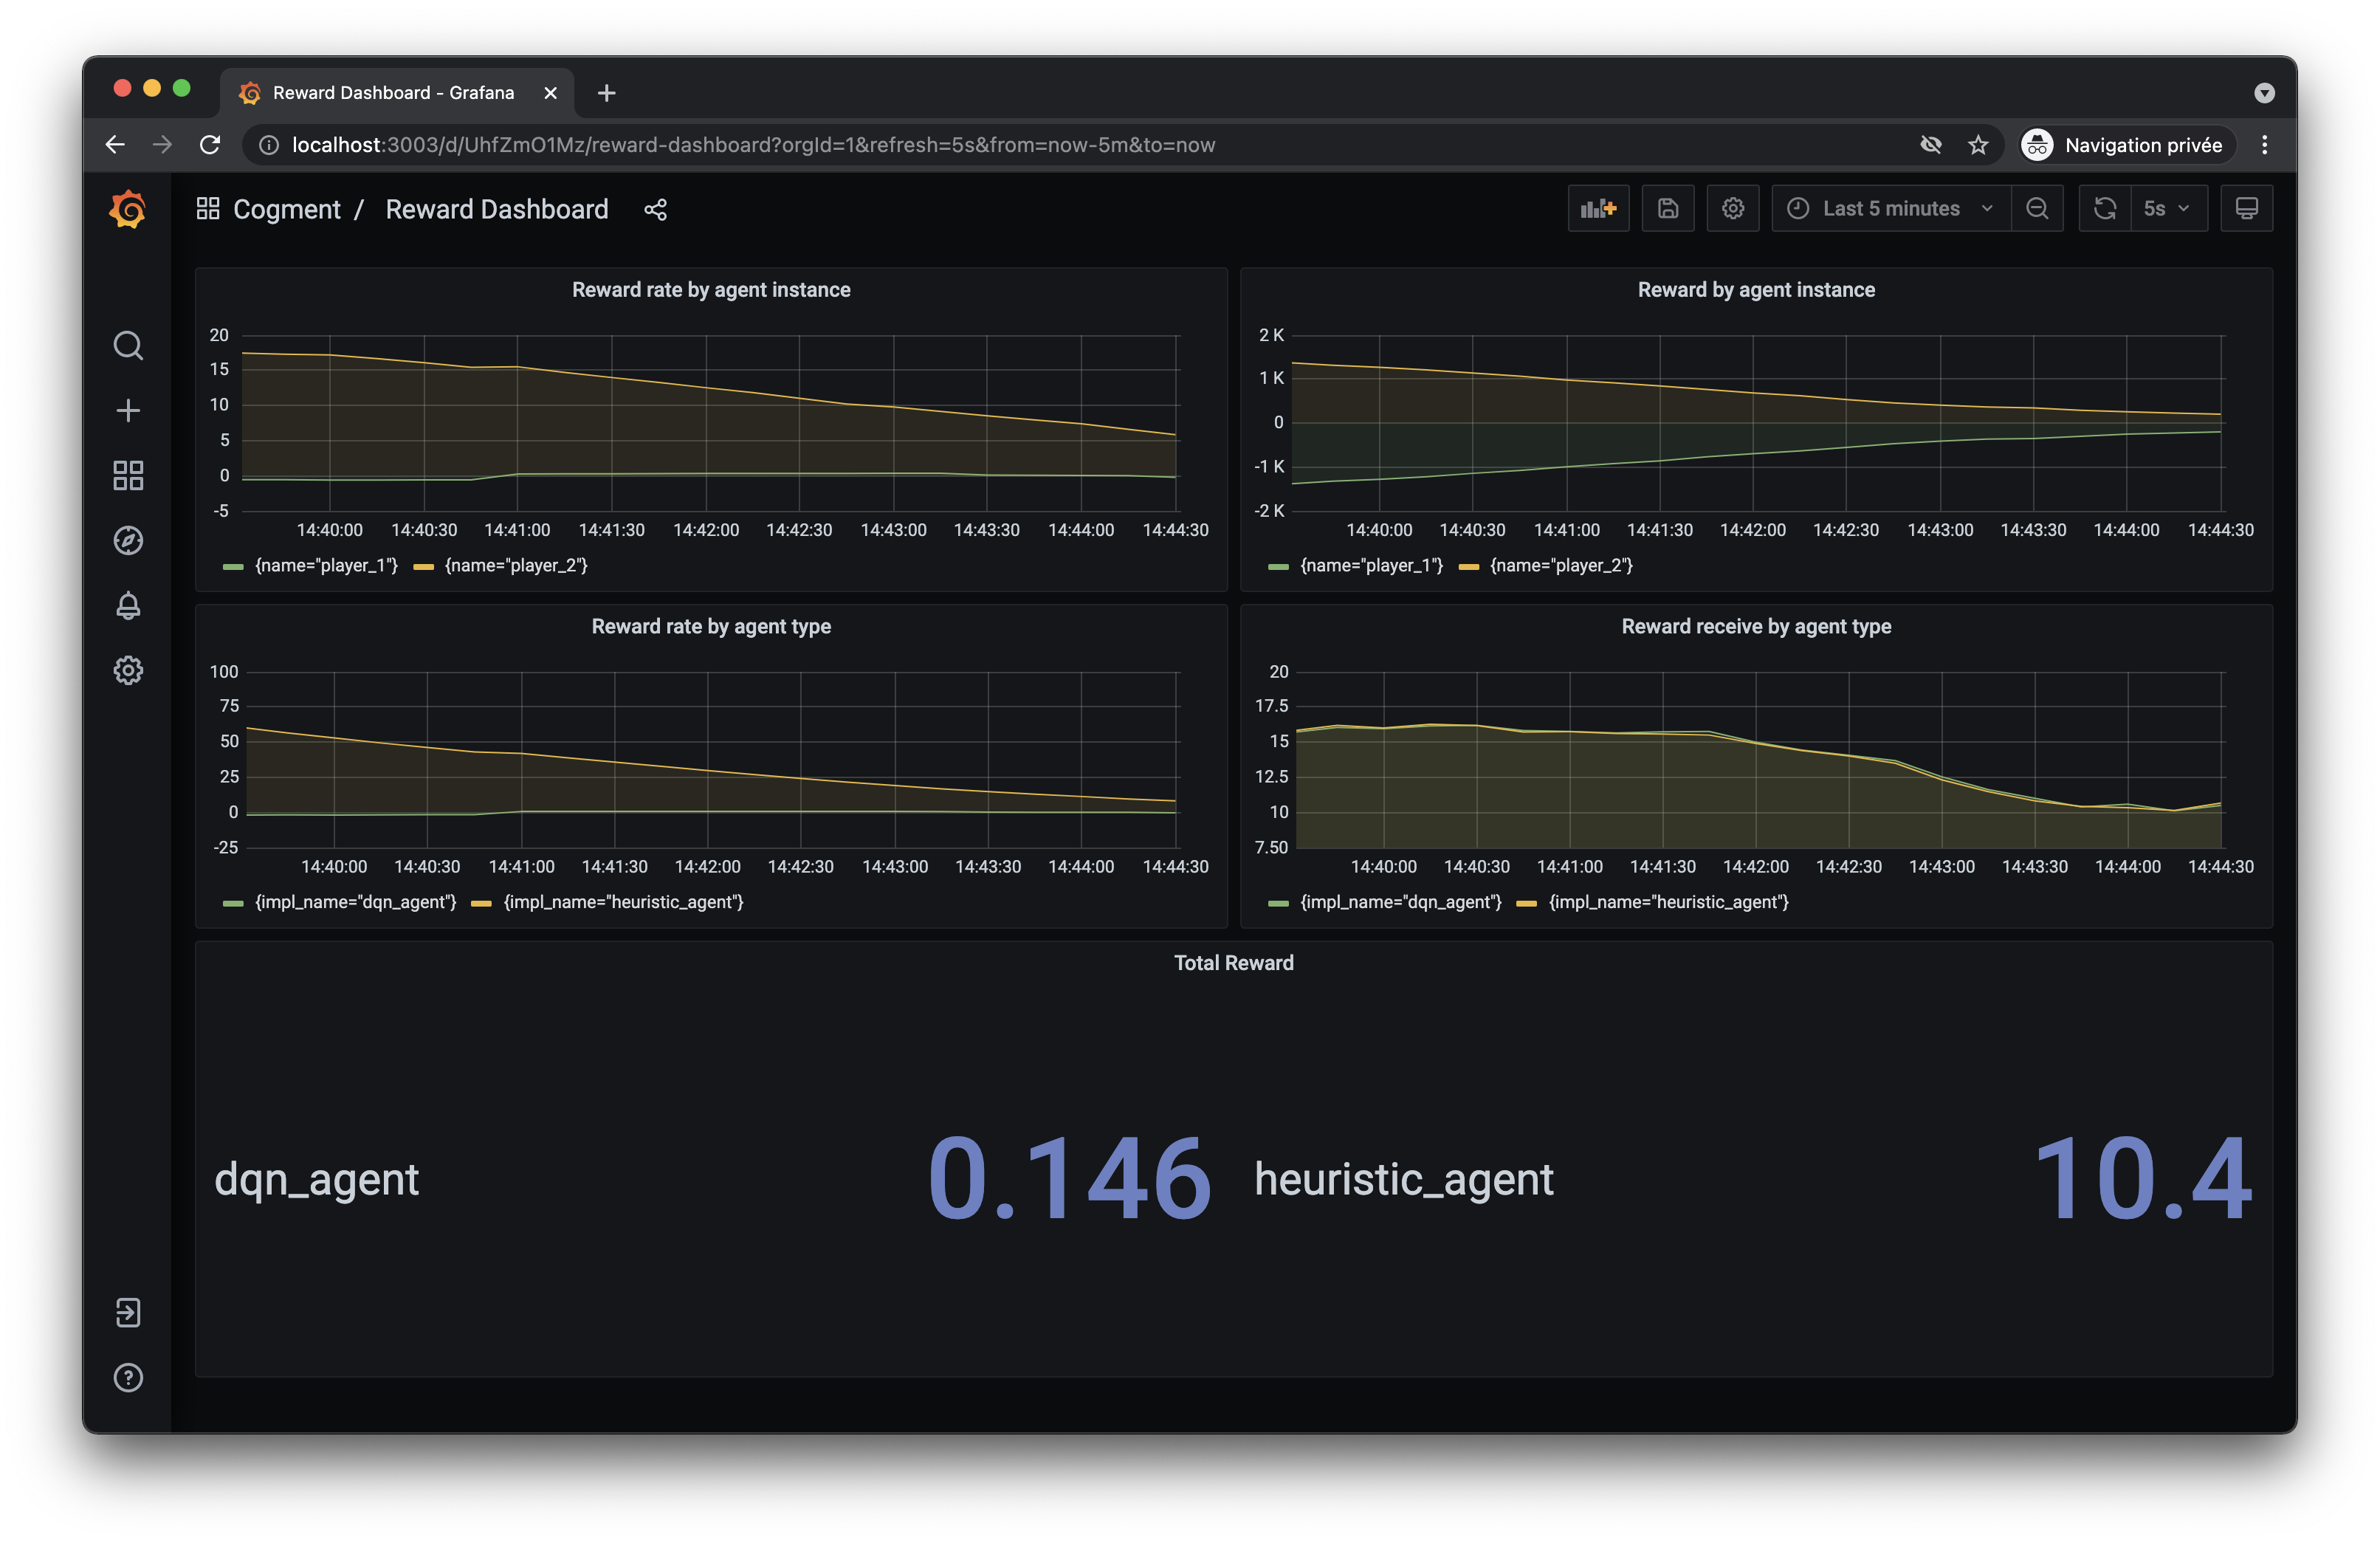 Reward Dashboard - Grafana
localhost:3003/d/UhfZmO1Mz/reward-dashboard?orgId=1&refresh=5s&from=now-5m&to=now
Navigation privée
Cogment / Reward Dashboard
Last 5 minutes
5s
Reward rate by agent instance
20
15
10
5
0
-5
14:40:00 14:40:30 14:41:00 14:41:30 14:42:00 14:42:30 14:43:00 14:43:30 14:44:00 14:44:30
{name="player_1"} {name="player_2"}
Reward by agent instance
2 K
1 K
0
-1 K
-2 K
14:40:00 14:40:30 14:41:00 14:41:30 14:42:00 14:42:30 14:43:00 14:43:30 14:44:00 14:44:30
{name="player_1"} {name="player_2"}
Reward rate by agent type
100
75
50
25
0
-25
14:40:00 14:40:30 14:41:00 14:41:30 14:42:00 14:42:30 14:43:00 14:43:30 14:44:00 14:44:30
{impl_name="dqn_agent"} {impl_name="heuristic_agent"}
Reward receive by agent type
20
17.5
15
12.5
10
7.50
14:40:00 14:40:30 14:41:00 14:41:30 14:42:00 14:42:30 14:43:00 14:43:30 14:44:00 14:44:30
{impl_name="dqn_agent"} {impl_name="heuristic_agent"}
Total Reward
dqn_agent 0.146
heuristic_agent 10.4